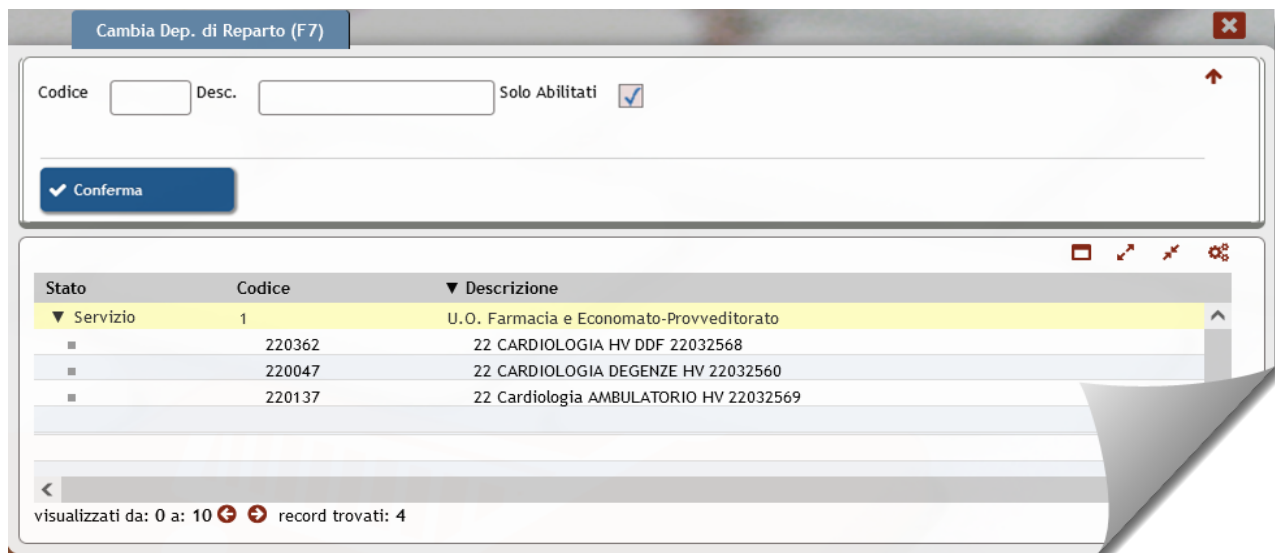 Cambia Dep. di Reparto (F7)
Codice Desc. Solo Abilitati
Conferma
Stato Codice ▼ Descrizione
▼ Servizio 1 U.O. Farmacia e Economato-Provveditorato
220362 22 CARDIOLOGIA HV DDF 22032568
220047 22 CARDIOLOGIA DEGENZE HV 22032560
220137 22 Cardiologia AMBULATORIO HV 22032569
visualizzati da: 0 a: 10 record trovati: 4